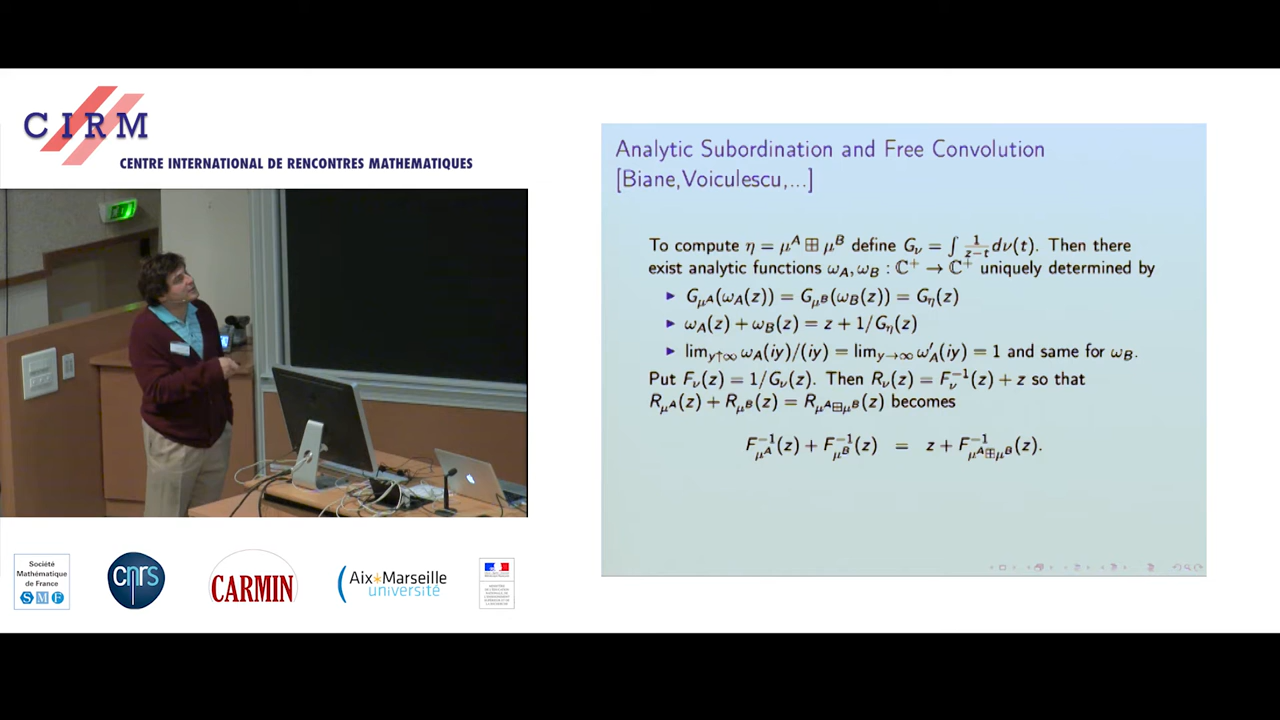 CIRM
CENTRE INTERNATIONAL DE RENCONTRES MATHEMATIQUES
Analytic Subordination and Free Convolution
[Biane,Voiculescu,...]
To compute η = μ^A ⊞ μ^B define G_ν = ∫ 1/(z−t) dν(t). Then there
exist analytic functions ω_A, ω_B : ℂ^+ → ℂ^+ uniquely determined by
▶ G_{μ^A}(ω_A(z)) = G_{μ^B}(ω_B(z)) = G_η(z)
▶ ω_A(z) + ω_B(z) = z + 1/G_η(z)
▶ lim_{y↑∞} ω_A(iy)/(iy) = lim_{y→∞} ω′_A(iy) = 1 and same for ω_B.
Put F_ν(z) = 1/G_ν(z). Then R_ν(z) = F_ν^{−1}(z) + z so that
R_{μ^A}(z) + R_{μ^B}(z) = R_{μ^A⊞μ^B}(z) becomes
F_{μ^A}^{−1}(z) + F_{μ^B}^{−1}(z) = z + F_{μ^A⊞μ^B}^{−1}(z).
Société
Mathématique
de France
SMF
cnrs
CARMIN
Aix*Marseille
université